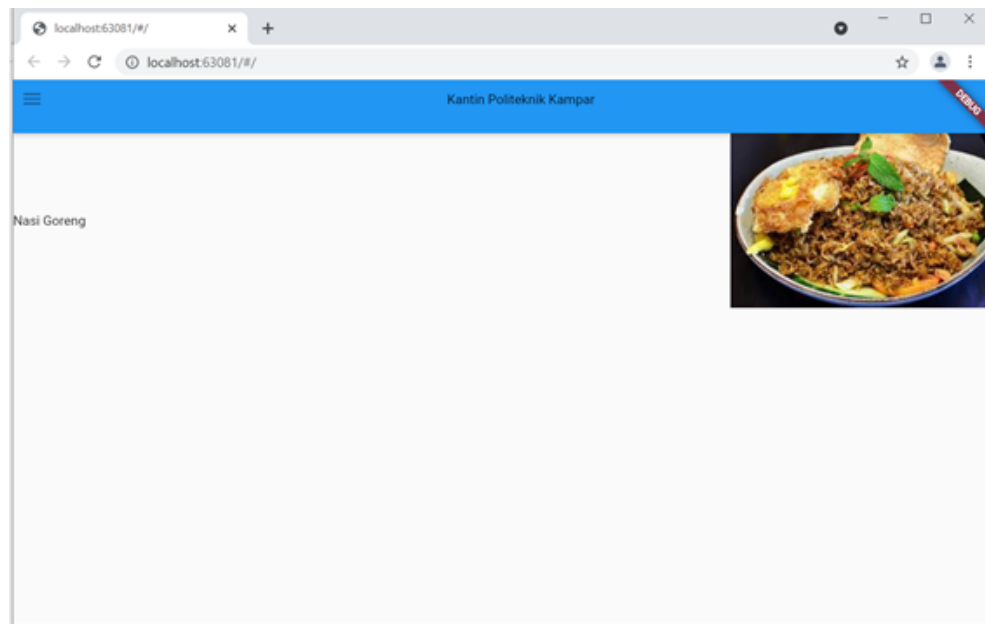 localhost:63081/#/
localhost:63081/#/
Kantin Politeknik Kampar
DEBUG
Nasi Goreng